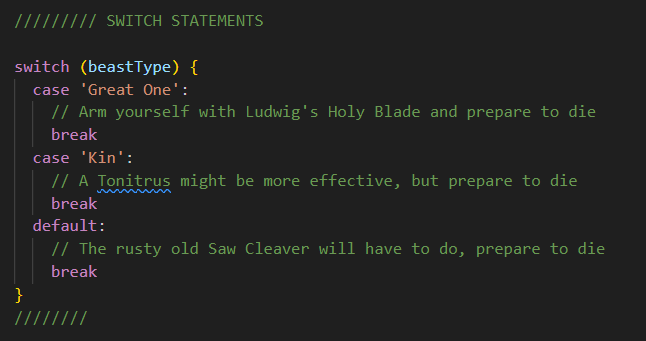 ///////// SWITCH STATEMENTS
switch (beastType) {
case 'Great One':
// Arm yourself with Ludwig's Holy Blade and prepare to die
break
case 'Kin':
// A Tonitrus might be more effective, but prepare to die
break
default:
// The rusty old Saw Cleaver will have to do, prepare to die
break
}
////////